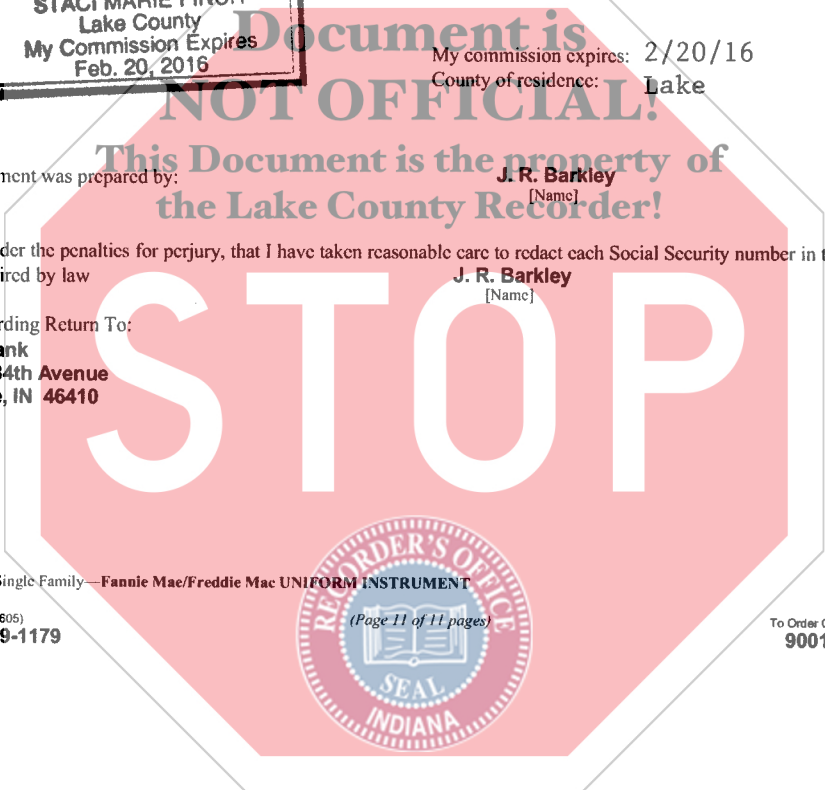 STACI MARIE
Lake County
My Commission Expires
Feb. 20, 2016
Document is
NOT OFFICIAL!
This Document is the property of
the Lake County Recorder!
My commission expires: 2/20/16
County of residence: Lake
ment was prepared by: J. R. Barkley
[Name]
der the penalties for perjury, that I have taken reasonable care to redact each Social Security number in t
ired by law J. R. Barkley
[Name]
rding Return To:
ank
34th Avenue
, IN 46410
STOP
Single Family—Fannie Mae/Freddie Mac UNIFORM INSTRUMENT
(Page 11 of 11 pages)
605)
9-1179
To Order
9001
RECORDER'S OFFICE
SEAL
INDIANA